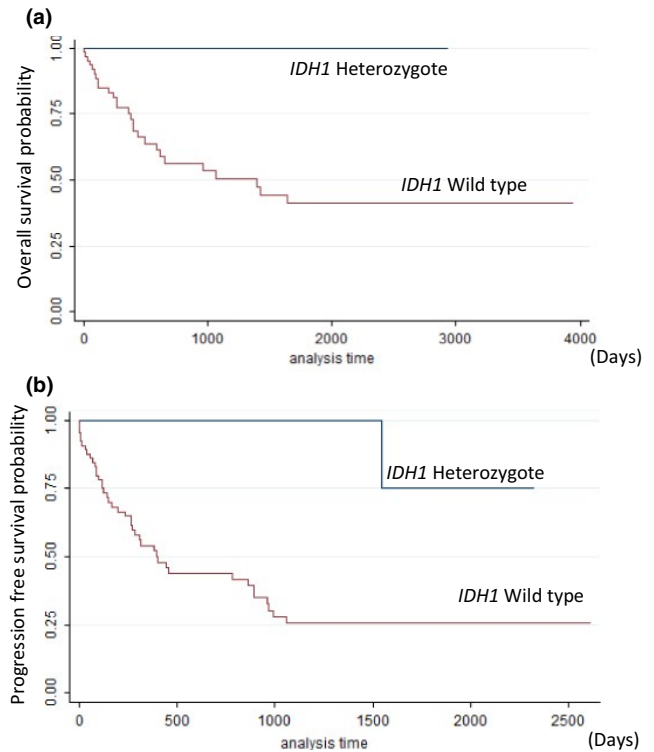 (a)
Overall survival probability
1.00
0.75
0.50
0.25
0.00
IDH1 Heterozygote
IDH1 Wild type
0 1000 2000 3000 4000
analysis time
(Days)
(b)
Progression free survival probability
1.00
0.75
0.50
0.25
0.00
IDH1 Heterozygote
IDH1 Wild type
0 500 1000 1500 2000 2500
analysis time
(Days)